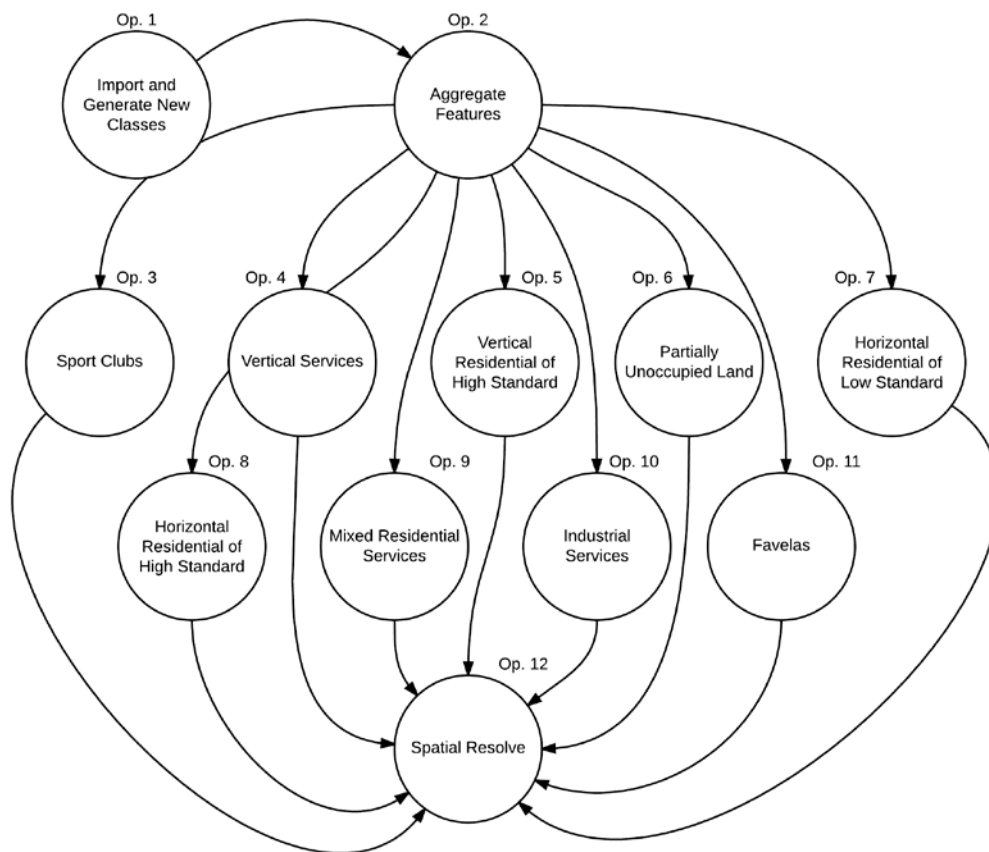 Op. 1
Import and
Generate New
Classes
Op. 2
Aggregate
Features
Op. 3
Sport Clubs
Op. 4
Vertical Services
Op. 5
Vertical
Residential of
High Standard
Op. 6
Partially
Unoccupied Land
Op. 7
Horizontal
Residential of
Low Standard
Op. 8
Horizontal
Residential of
High Standard
Op. 9
Mixed Residential
Services
Op. 10
Industrial
Services
Op. 11
Favelas
Op. 12
Spatial Resolve